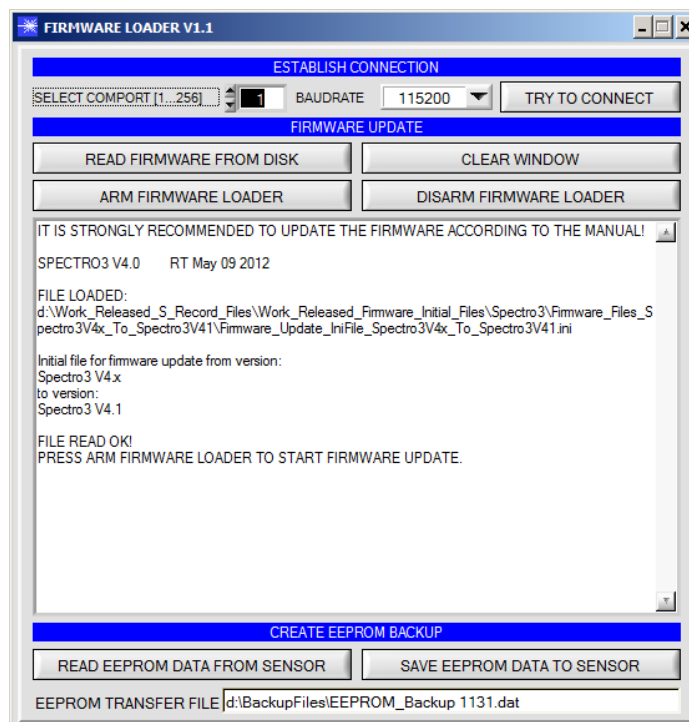 FIRMWARE LOADER V1.1
ESTABLISH CONNECTION
SELECT COMPORT [1...256] 1 BAUDRATE 115200 TRY TO CONNECT
FIRMWARE UPDATE
READ FIRMWARE FROM DISK CLEAR WINDOW
ARM FIRMWARE LOADER DISARM FIRMWARE LOADER
IT IS STRONGLY RECOMMENDED TO UPDATE THE FIRMWARE ACCORDING TO THE MANUAL!
SPECTRO3 V4.0 RT May 09 2012
FILE LOADED:
d:\Work_Released_S_Record_Files\Work_Released_Firmware_Initial_Files\Spectro3\Firmware_Files_S
pectro3V4x_To_Spectro3V41\Firmware_Update_IniFile_Spectro3V4x_To_Spectro3V41.ini
Initial file for firmware update from version:
Spectro3 V4.x
to version:
Spectro3 V4.1
FILE READ OK!
PRESS ARM FIRMWARE LOADER TO START FIRMWARE UPDATE.
CREATE EEPROM BACKUP
READ EEPROM DATA FROM SENSOR SAVE EEPROM DATA TO SENSOR
EEPROM TRANSFER FILE d:\BackupFiles\EEPROM_Backup 1131.dat